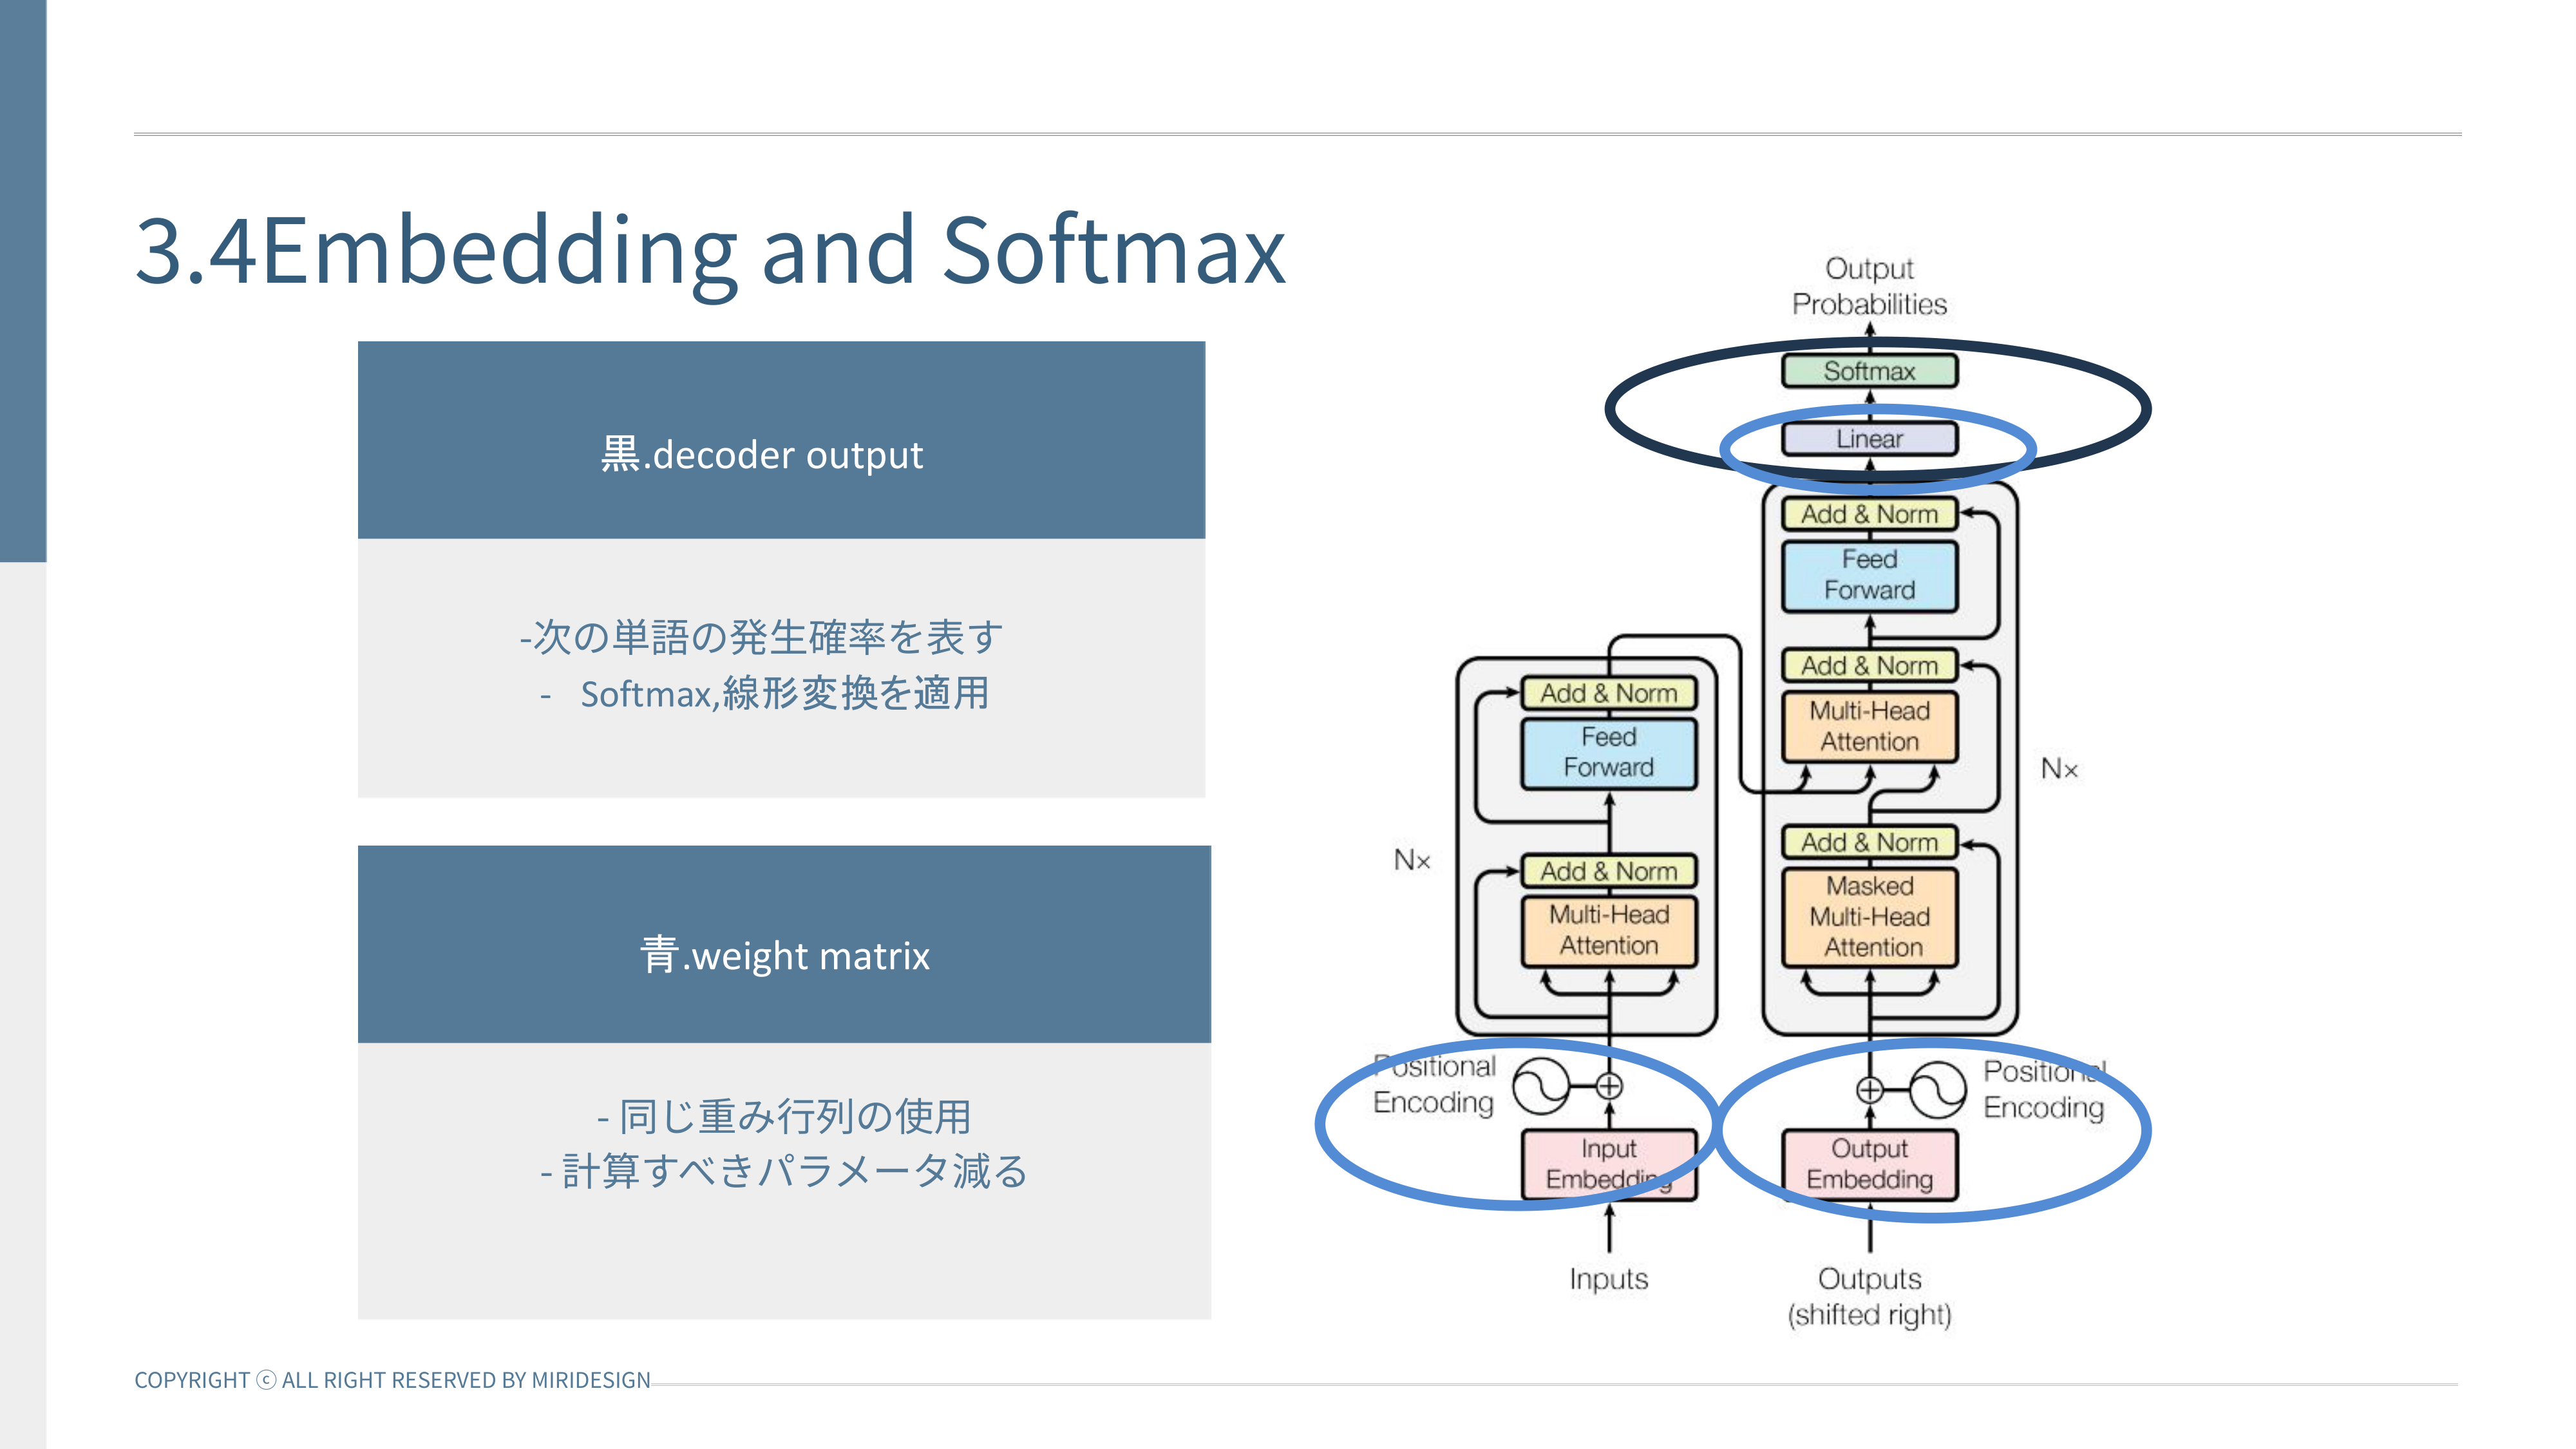 3.4Embedding and Softmax
黒.decoder output
-次の単語の発生確率を表す
- Softmax,線形変換を適用
青.weight matrix
- 同じ重み行列の使用
- 計算すべきパラメータ減る
Output
Probabilities
Softmax
Linear
Add & Norm
Feed
Forward
Add & Norm
Multi-Head
Attention
N×
Add & Norm
Masked
Multi-Head
Attention
Add & Norm
Feed
Forward
N×
Add & Norm
Multi-Head
Attention
Positional
Encoding
Positional
Encoding
Input
Embedding
Output
Embedding
Inputs
Outputs
(shifted right)
COPYRIGHT ⓒ ALL RIGHT RESERVED BY MIRIDESIGN